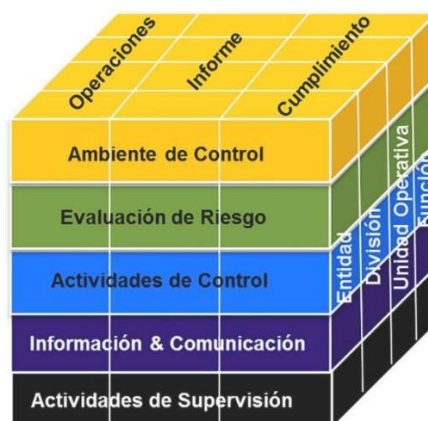 Operaciones
Informe
Cumplimiento
Ambiente de Control
Evaluación de Riesgo
Actividades de Control
Información & Comunicación
Actividades de Supervisión
Entidad
División
Unidad Operativa
Función